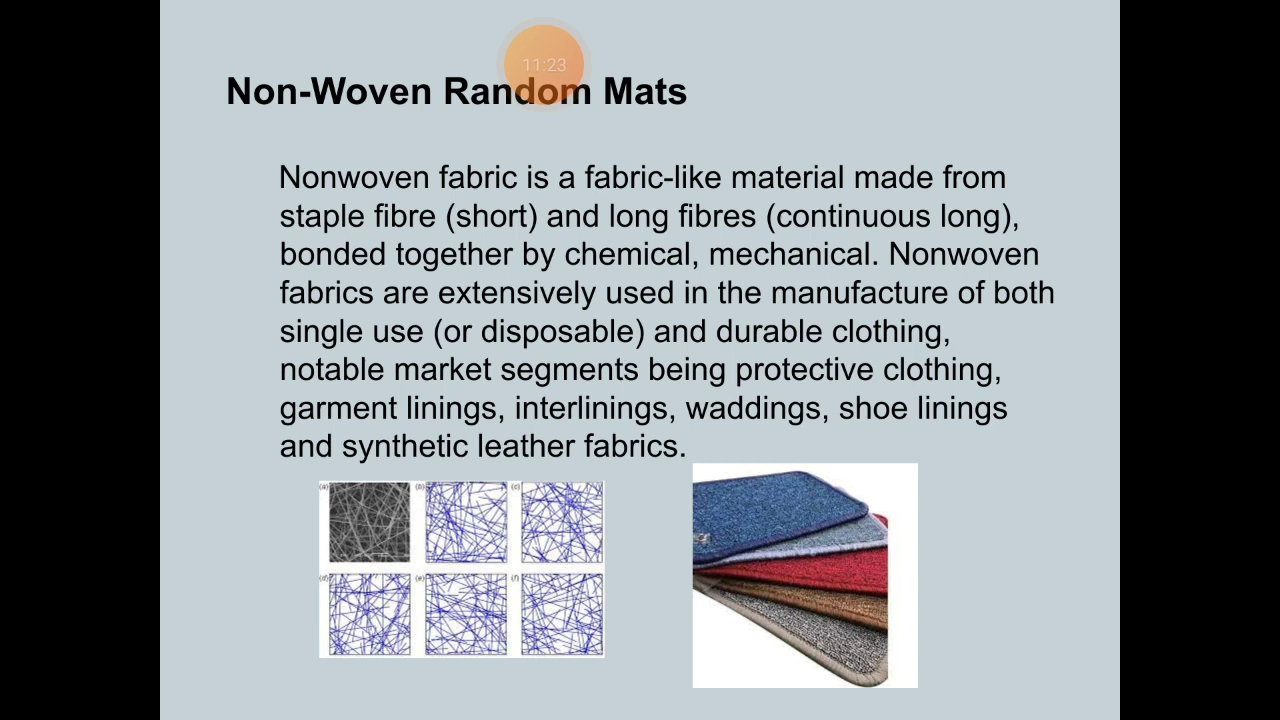 11:23
Non-Woven Random Mats
Nonwoven fabric is a fabric-like material made from
staple fibre (short) and long fibres (continuous long),
bonded together by chemical, mechanical. Nonwoven
fabrics are extensively used in the manufacture of both
single use (or disposable) and durable clothing,
notable market segments being protective clothing,
garment linings, interlinings, waddings, shoe linings
and synthetic leather fabrics.
(a) (b) (c)
(d) (e) (f)